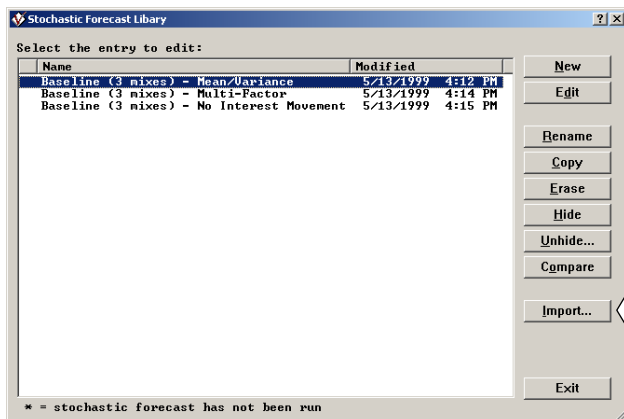 Stochastic Forecast Libary
Select the entry to edit:
Name Modified
Baseline (3 mixes) - Mean/Variance 5/13/1999 4:12 PM
Baseline (3 mixes) - Multi-Factor 5/13/1999 4:14 PM
Baseline (3 mixes) - No Interest Movement 5/13/1999 4:15 PM
New
Edit
Rename
Copy
Erase
Hide
Unhide...
Compare
Import...
Exit
* = stochastic forecast has not been run